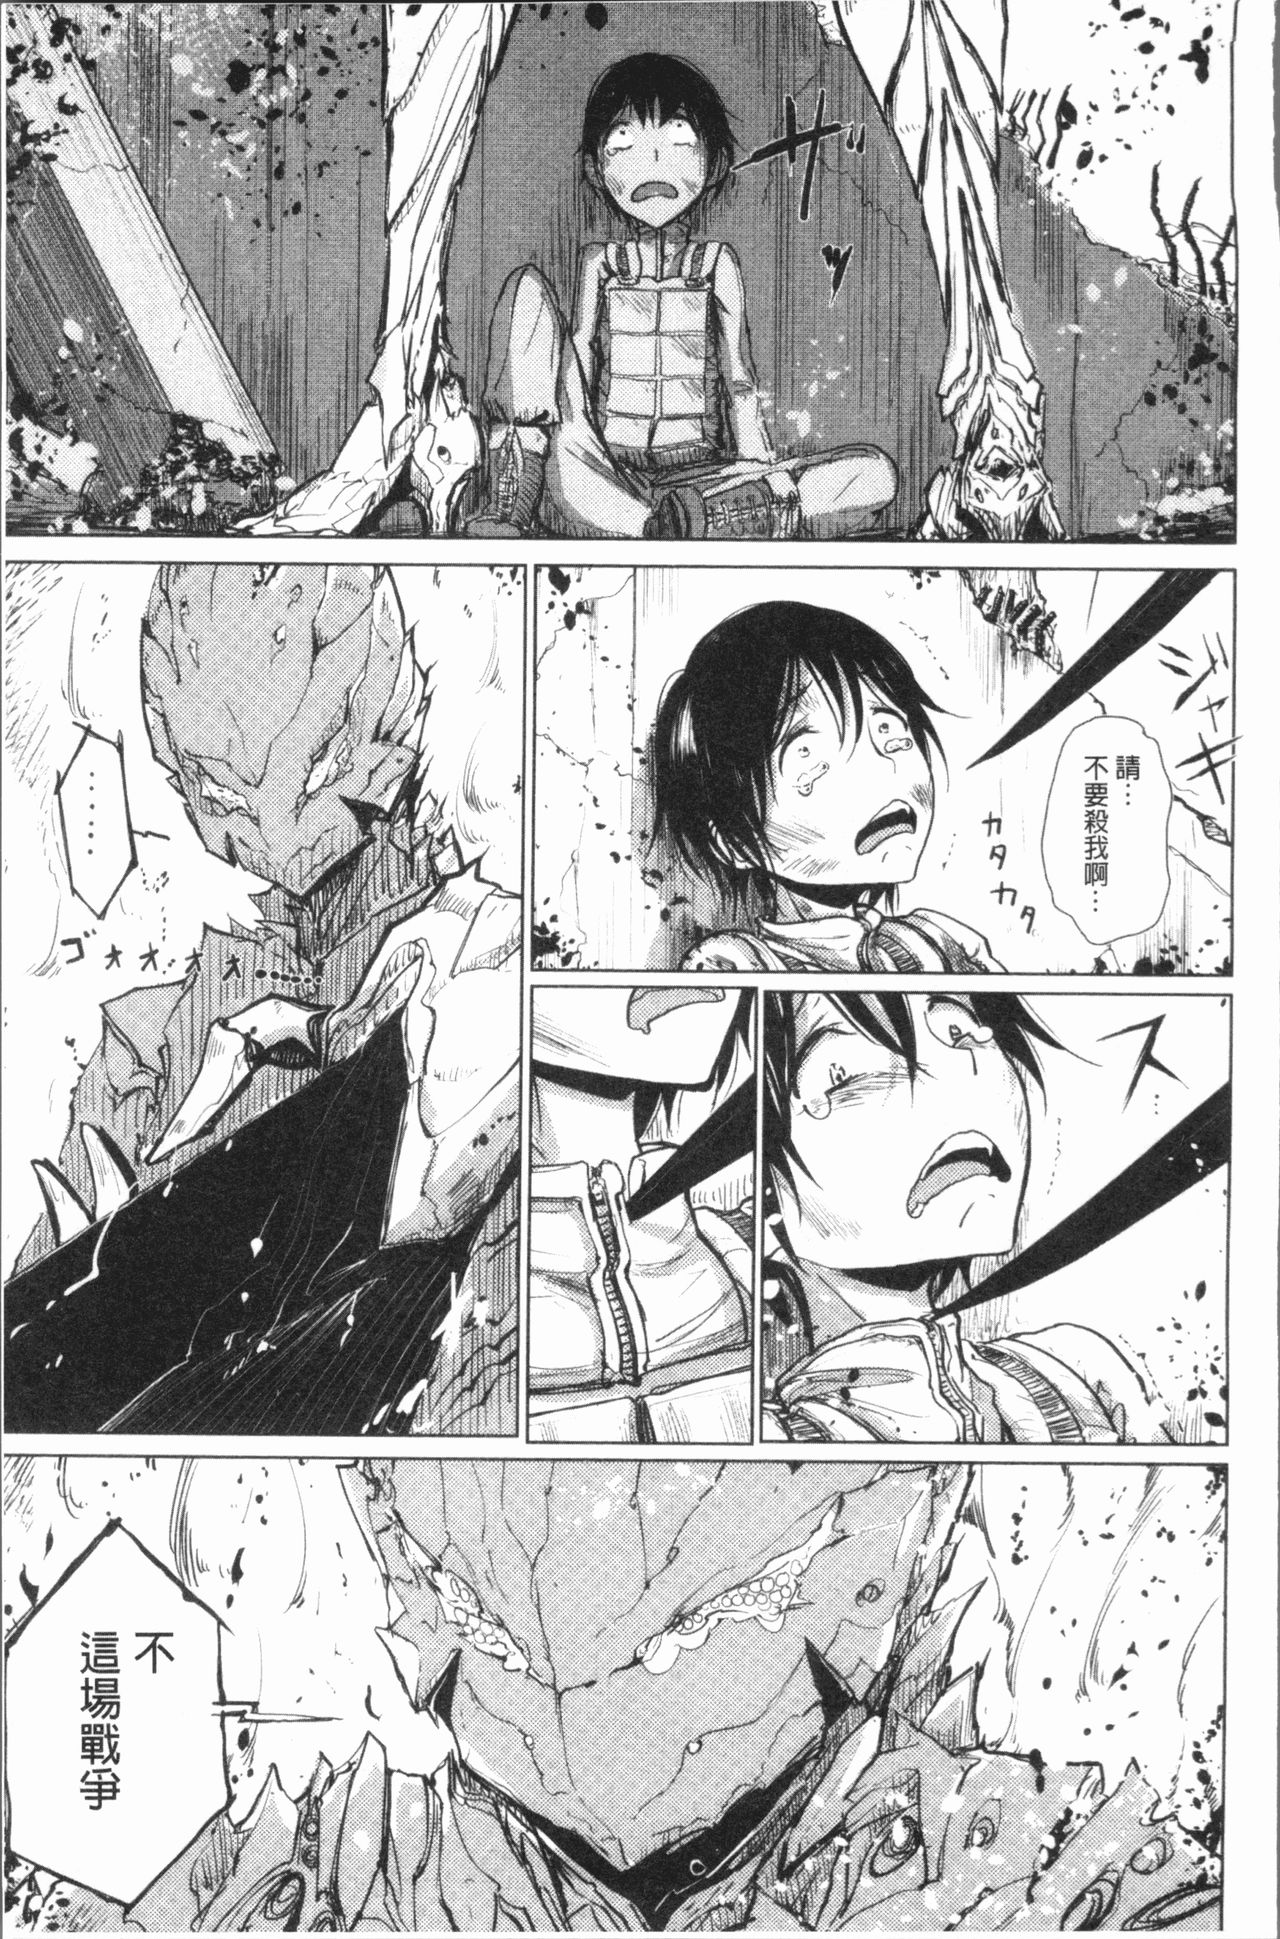 ザッ
請…
不要殺我啊…
ジャキ
カタカタ
……
ゴォォォォ……
ス…
不
這場戰爭